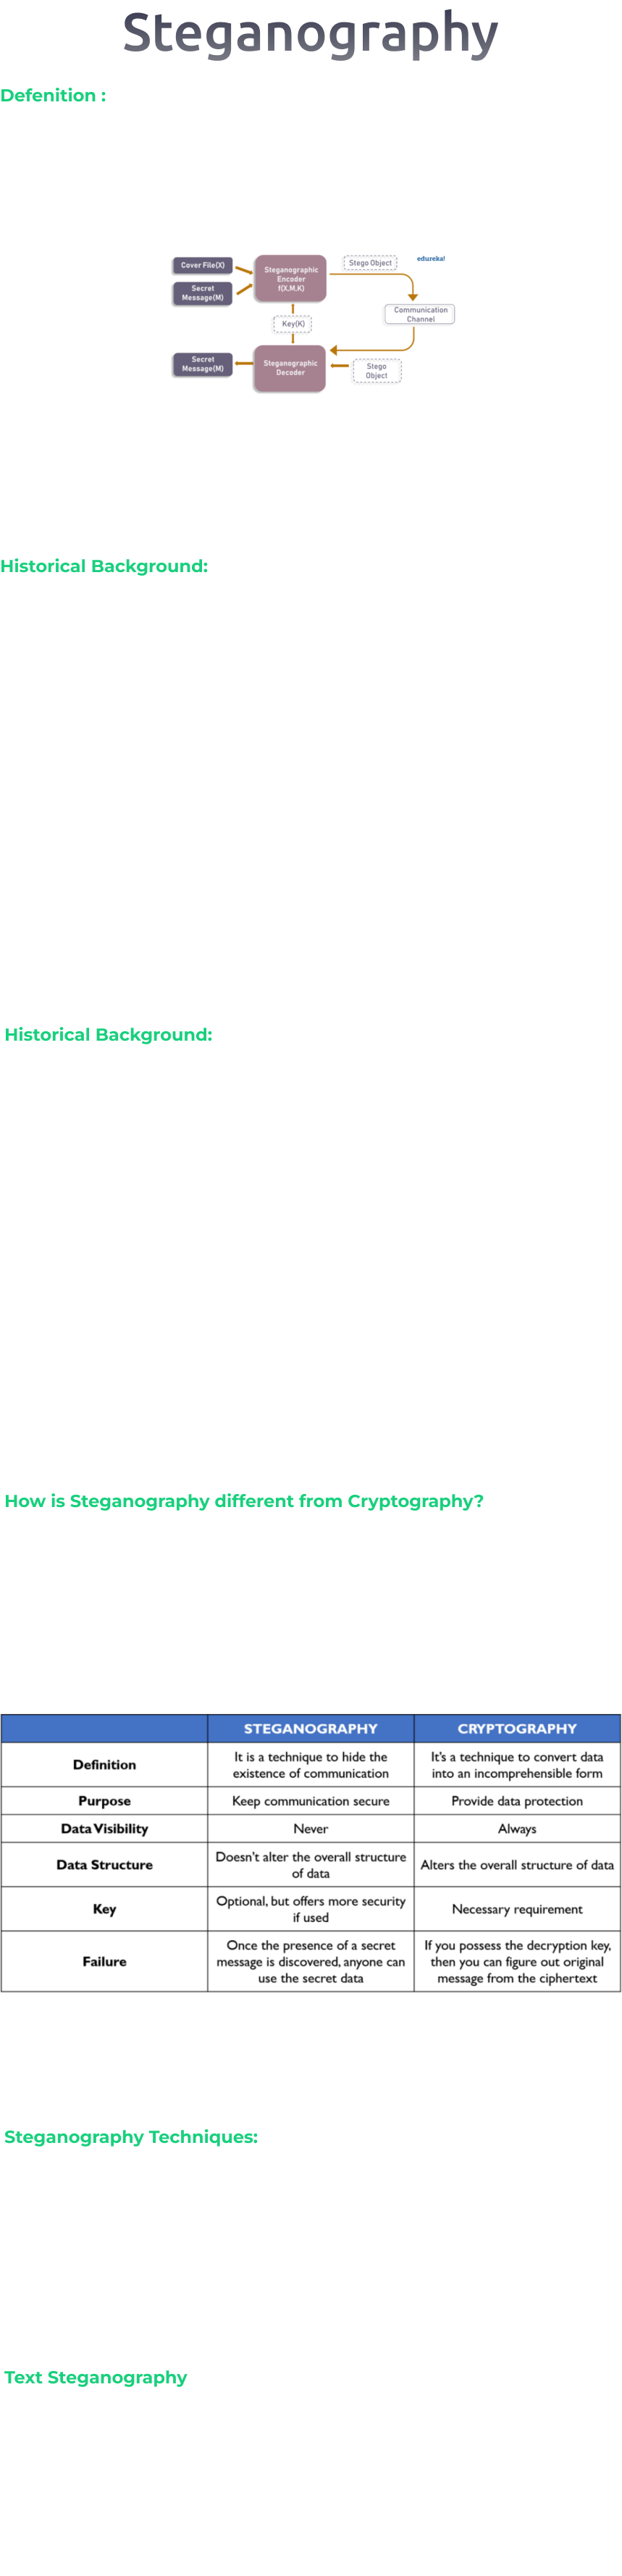 Steganography
Defenition :
Cover File(X)
Secret
Message(M)
Steganographic
Encoder
f(X,M,K)
Stego Object
edureka!
Communication
Channel
Key(K)
Secret
Message(M)
Steganographic
Decoder
Stego
Object
Historical Background:
Historical Background:
How is Steganography different from Cryptography?
STEGANOGRAPHY CRYPTOGRAPHY
Definition
It is a technique to hide the
existence of communication
It's a technique to convert data
into an incomprehensible form
Purpose Keep communication secure Provide data protection
Data Visibility Never Always
Data Structure
Doesn't alter the overall structure
of data
Alters the overall structure of data
Key
Optional, but offers more security
if used
Necessary requirement
Failure
Once the presence of a secret
message is discovered, anyone can
use the secret data
If you possess the decryption key,
then you can figure out original
message from the ciphertext
Steganography Techniques:
Text Steganography